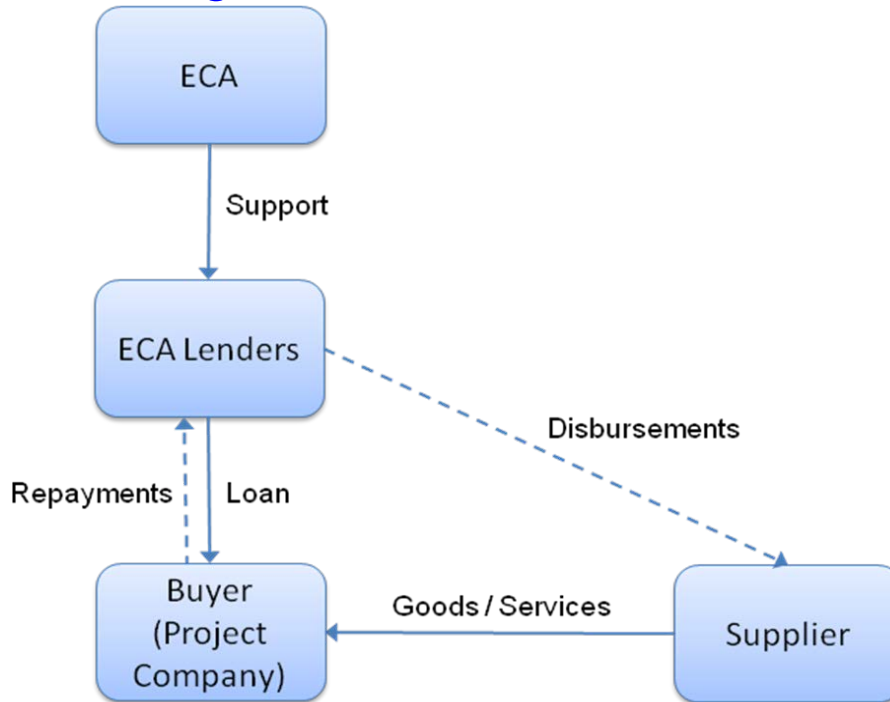 ECA
Support
ECA Lenders
Disbursements
Repayments
Loan
Buyer
(Project
Company)
Goods / Services
Supplier